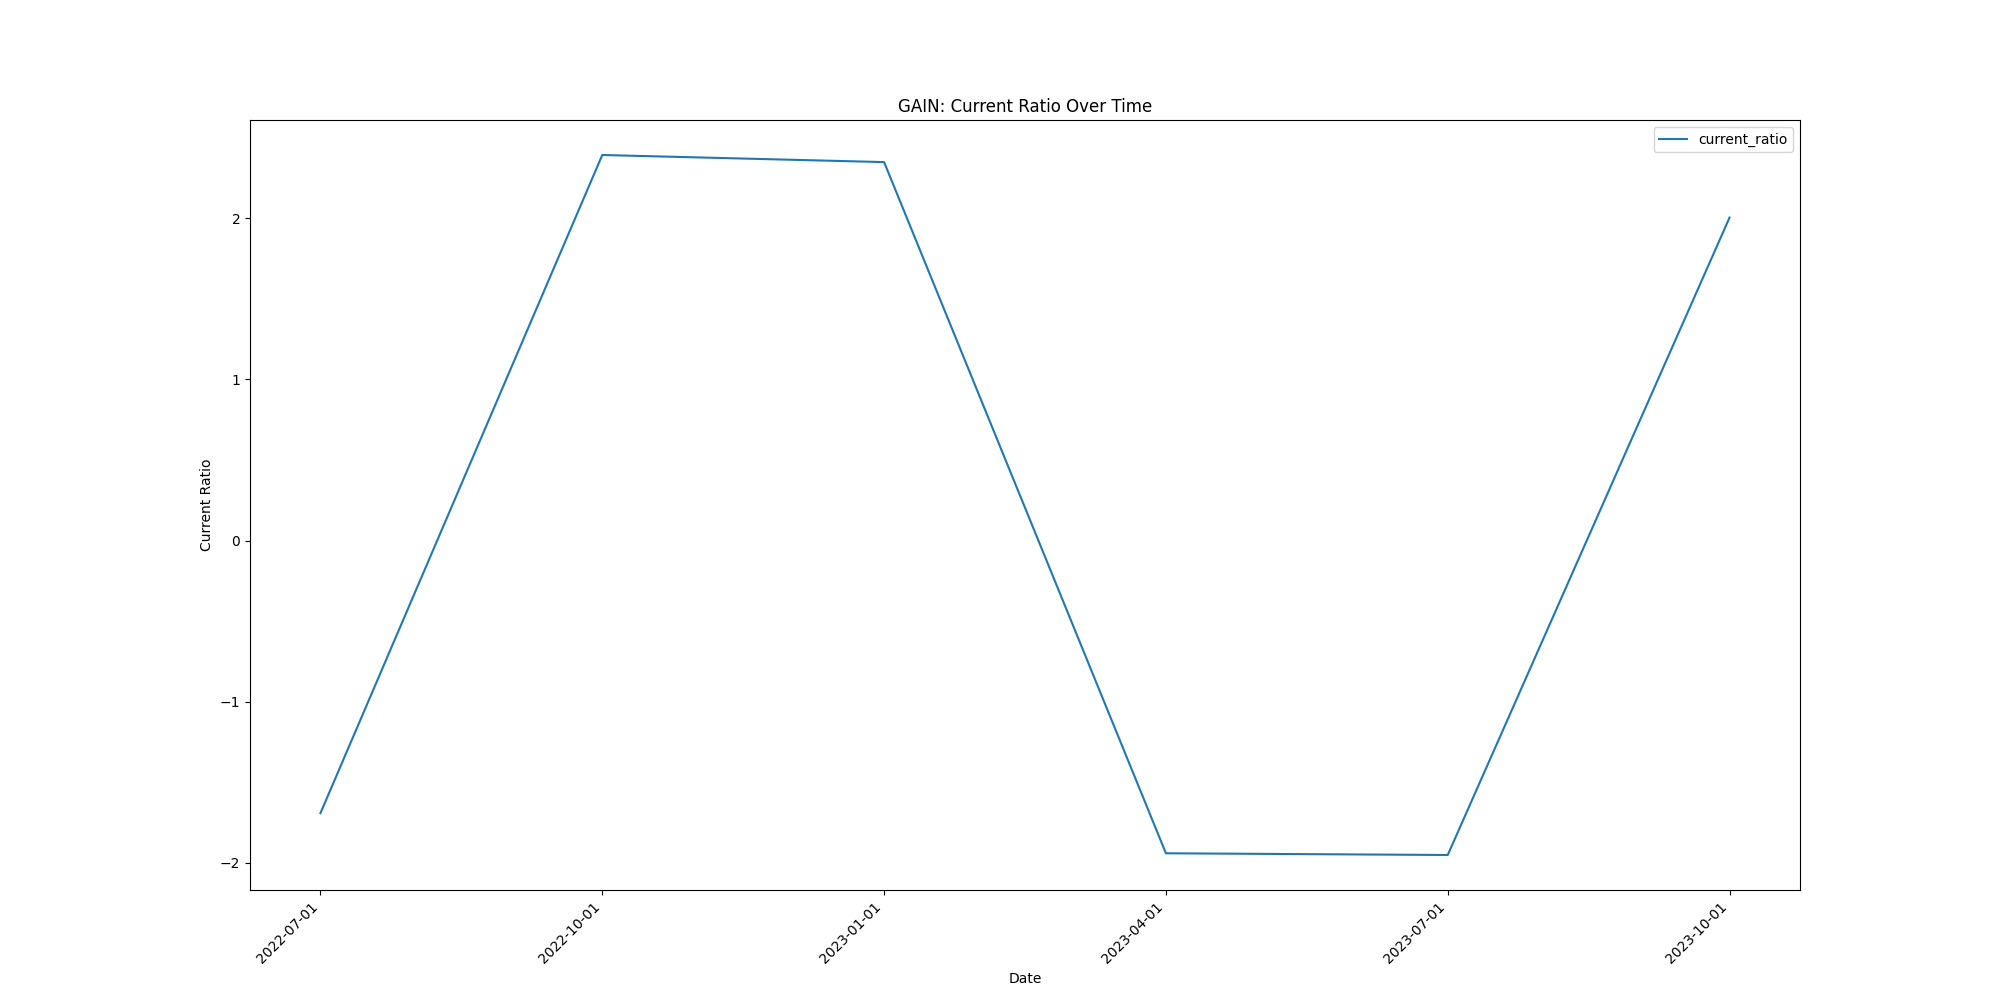 GAIN: Current Ratio Over Time
current_ratio
Current Ratio
2
1
0
−1
−2
2022-07-01
2022-10-01
2023-01-01
2023-04-01
2023-07-01
2023-10-01
Date